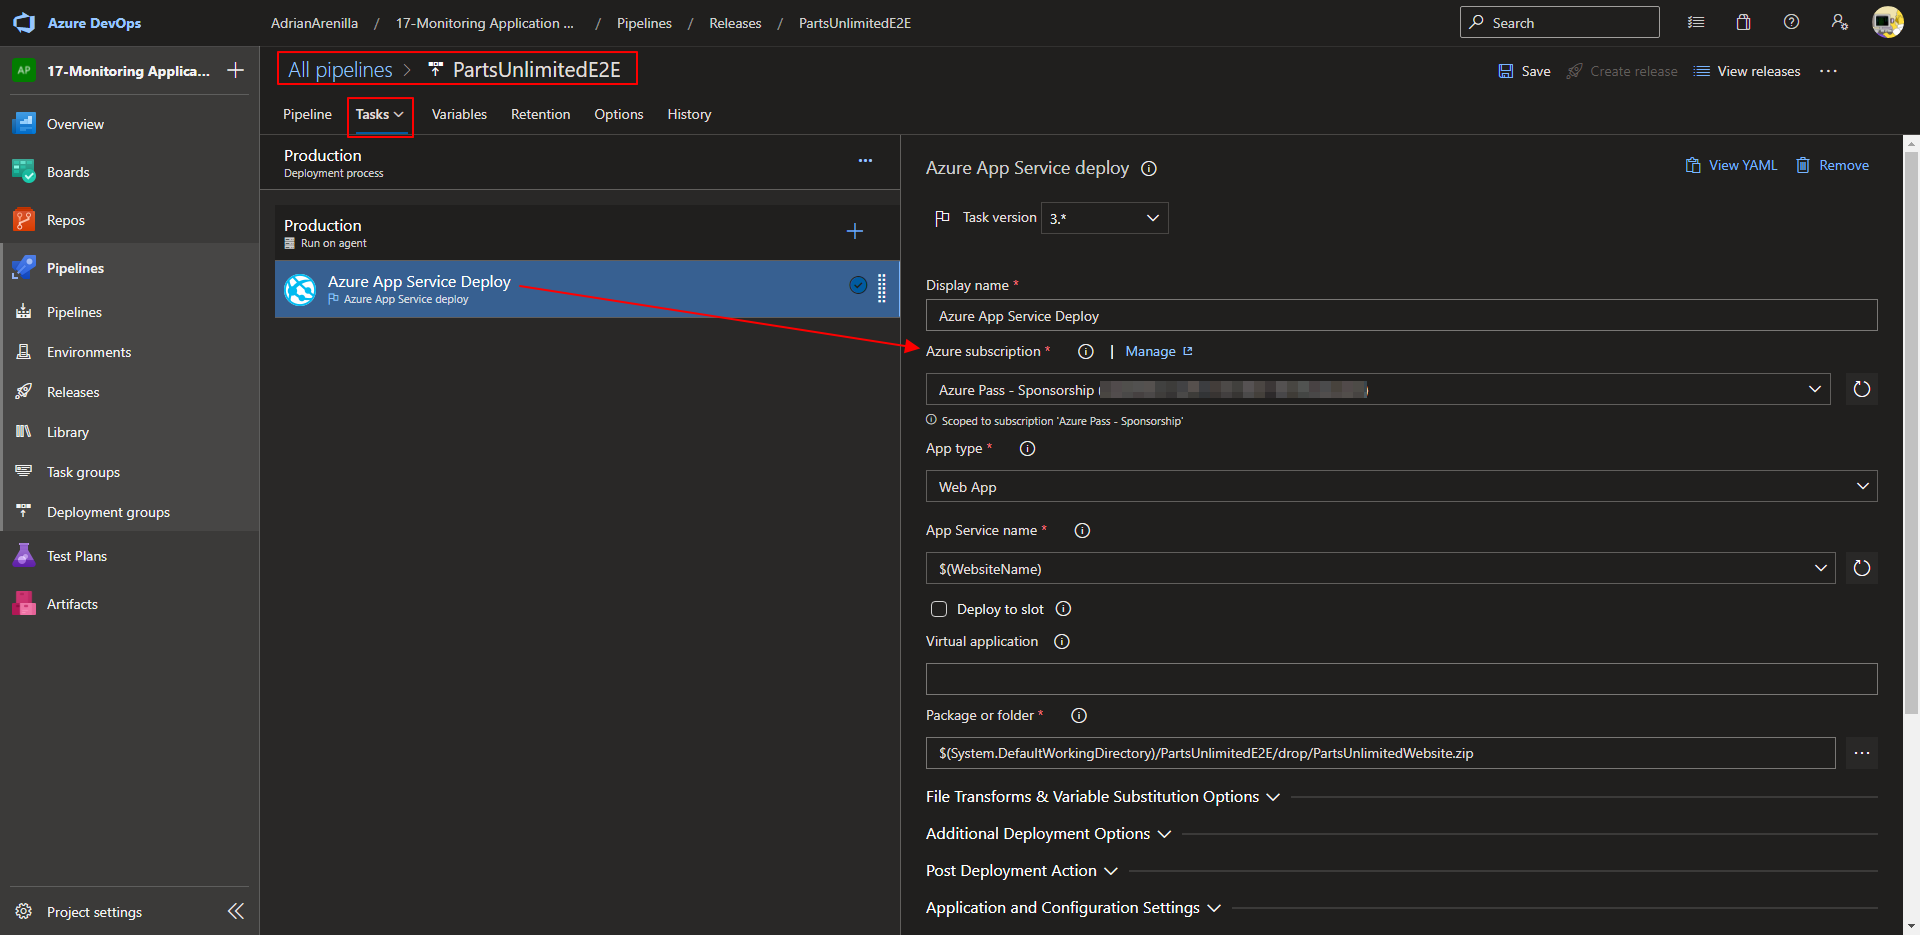 Azure DevOps
AdrianArenilla / 17-Monitoring Application ... / Pipelines / Releases / PartsUnlimitedE2E
Search
AP
17-Monitoring Applica...
Overview
Boards
Repos
Pipelines
Pipelines
Environments
Releases
Library
Task groups
Deployment groups
Test Plans
Artifacts
Project settings
All pipelines > PartsUnlimitedE2E
Save
Create release
View releases
Pipeline
Tasks
Variables
Retention
Options
History
Production
Deployment process
Production
Run on agent
Azure App Service Deploy
Azure App Service deploy
Azure App Service deploy
View YAML
Remove
Task version
3.*
Display name *
Azure App Service Deploy
Azure subscription *
| Manage
Azure Pass - Sponsorship ( )
Scoped to subscription 'Azure Pass - Sponsorship'
App type *
Web App
App Service name *
$(WebsiteName)
Deploy to slot
Virtual application
Package or folder *
$(System.DefaultWorkingDirectory)/PartsUnlimitedE2E/drop/PartsUnlimitedWebsite.zip
File Transforms & Variable Substitution Options
Additional Deployment Options
Post Deployment Action
Application and Configuration Settings